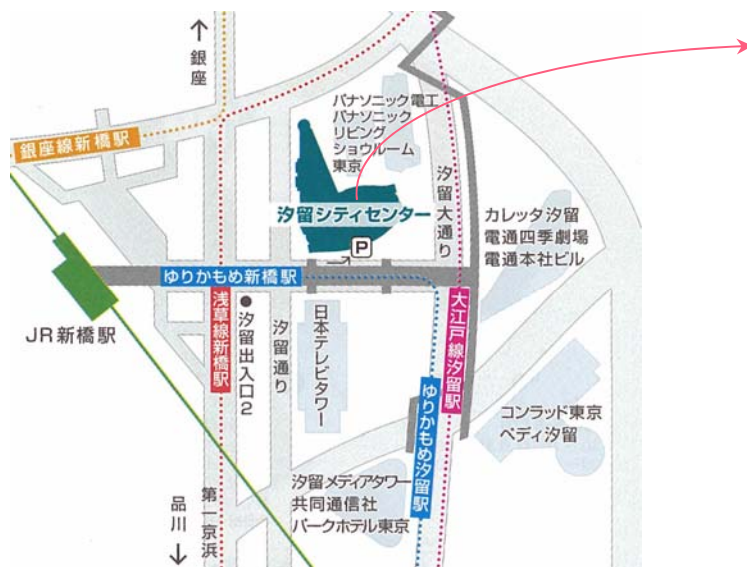 銀座
パナソニック電工
パナソニック
リビング
ショウルーム
東京
銀座線新橋駅
汐留大通り
汐留シティセンター
カレッタ汐留
電通四季劇場
電通本社ビル
P
ゆりかもめ新橋駅
JR新橋駅
浅草線新橋駅
汐留出入口2
汐留通り
日本テレビタワー
大江戸線汐留駅
ゆりかもめ汐留駅
コンラッド東京
ペディ汐留
汐留メディアタワー
共同通信社
パークホテル東京
品川
第一京浜